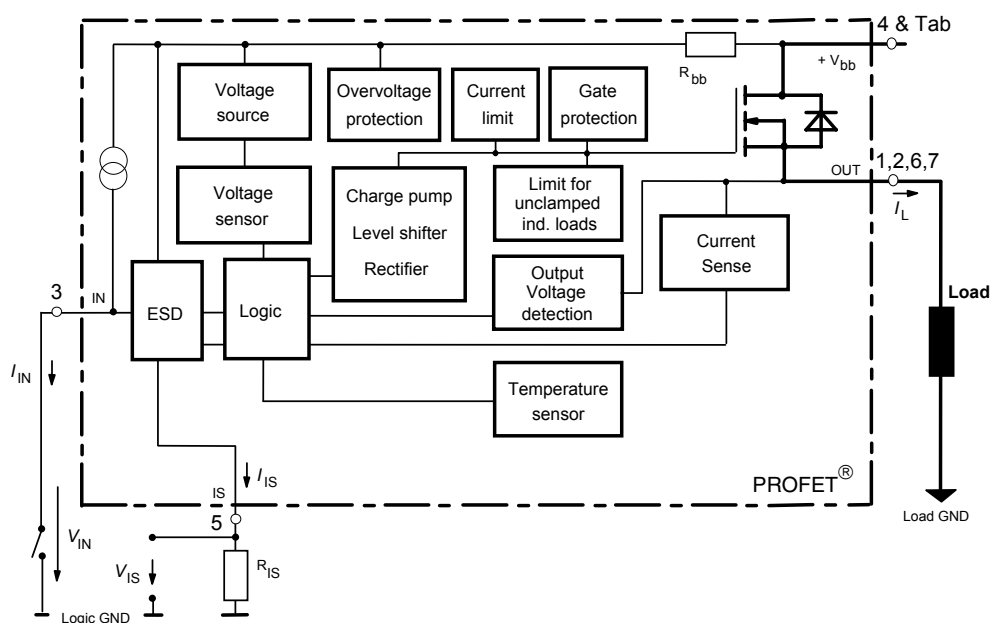 4 & Tab
R bb
+ V bb
Voltage
source
Overvoltage
protection
Current
limit
Gate
protection
Voltage
sensor
Charge pump
Level shifter
Rectifier
Limit for
unclamped
ind. loads
OUT
1,2,6,7
I L
Current
Sense
3
IN
ESD
Logic
Output
Voltage
detection
Load
I IN
Temperature
sensor
I IS
IS
PROFET®
5
V IN
V IS
R IS
Load GND
Logic GND